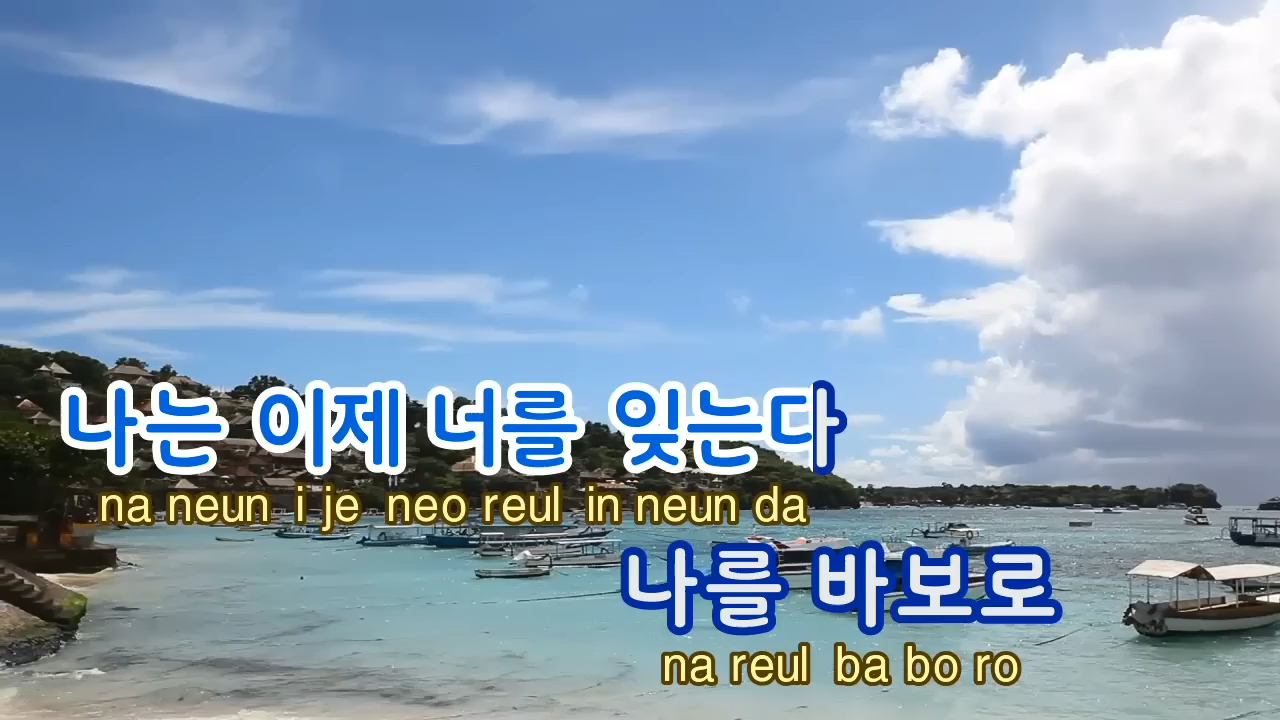 나는 이제 너를 잊는다
na neun i je neo reul in neun da
나를 바보로
na reul ba bo ro